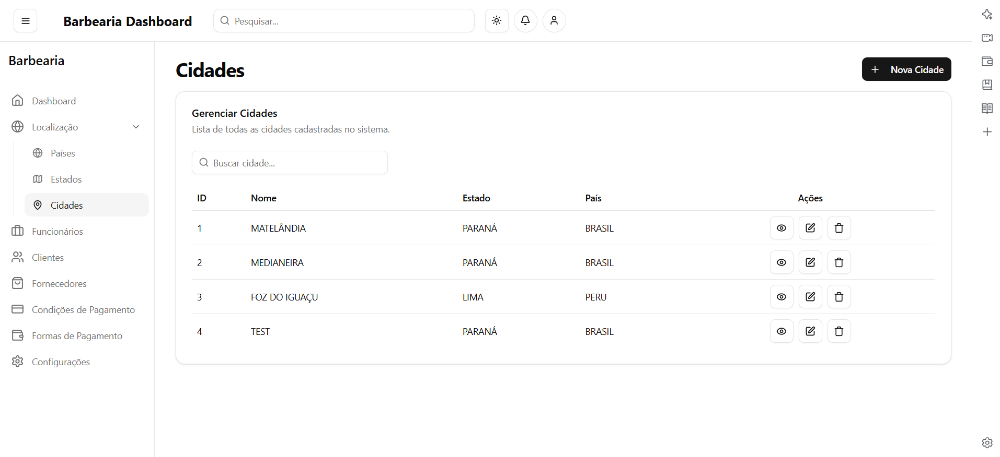 Barbearia Dashboard
Pesquisar...
Barbearia
Dashboard
Localização
Países
Estados
Cidades
Funcionários
Clientes
Fornecedores
Condições de Pagamento
Formas de Pagamento
Configurações
Cidades
Nova Cidade
Gerenciar Cidades
Lista de todas as cidades cadastradas no sistema.
Buscar cidade...
ID Nome Estado País Ações
1 MATELÂNDIA PARANÁ BRASIL
2 MEDIANEIRA PARANÁ BRASIL
3 FOZ DO IGUAÇU LIMA PERU
4 TEST PARANÁ BRASIL